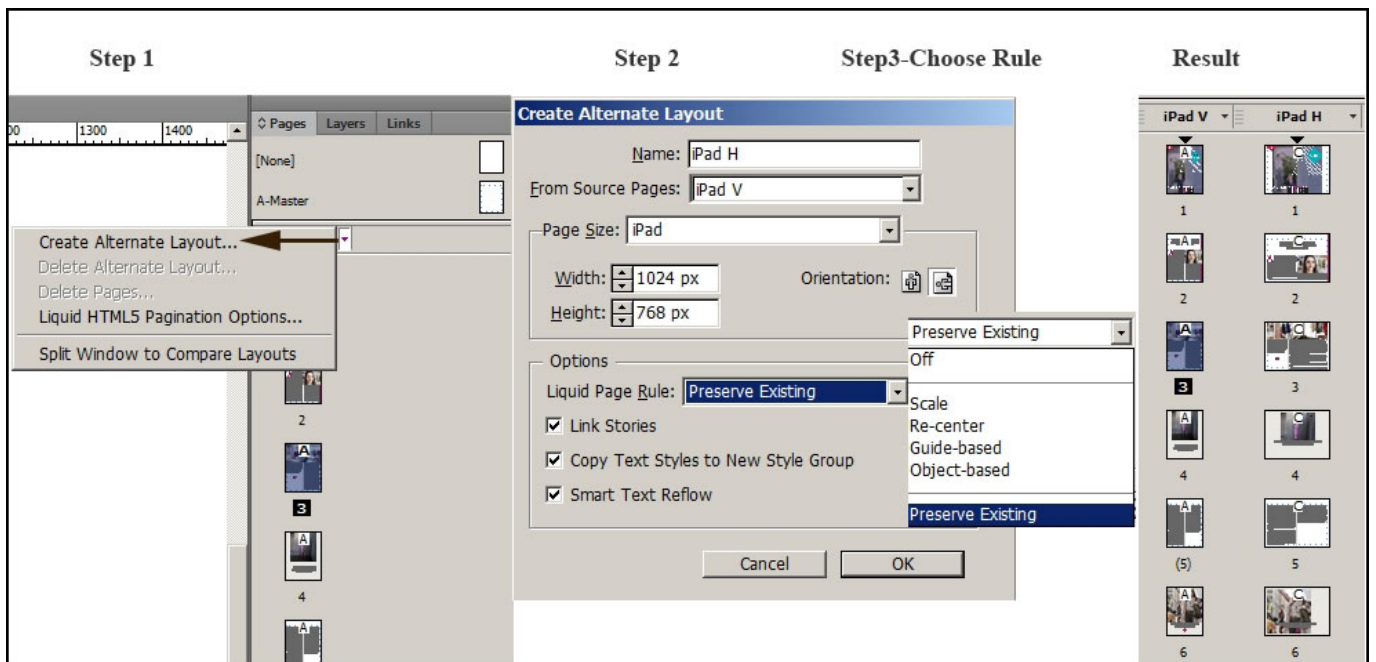 Step 1
Step 2
Step3-Choose Rule
Result
1300
1400
Pages Layers Links
[None]
A-Master
Create Alternate Layout...
Delete Alternate Layout...
Delete Pages...
Liquid HTML5 Pagination Options...
Split Window to Compare Layouts
2
A
3
A
4
A
Create Alternate Layout
Name: iPad H
From Source Pages: iPad V
Page Size: iPad
Width: 1024 px
Orientation:
Height: 768 px
Options
Liquid Page Rule: Preserve Existing
Link Stories
Copy Text Styles to New Style Group
Smart Text Reflow
Cancel OK
Preserve Existing
Off
Scale
Re-center
Guide-based
Object-based
Preserve Existing
iPad V iPad H
A C
1 1
A C
2 2
A C
3 3
A C
4 4
A C
(5) 5
A C
6 6